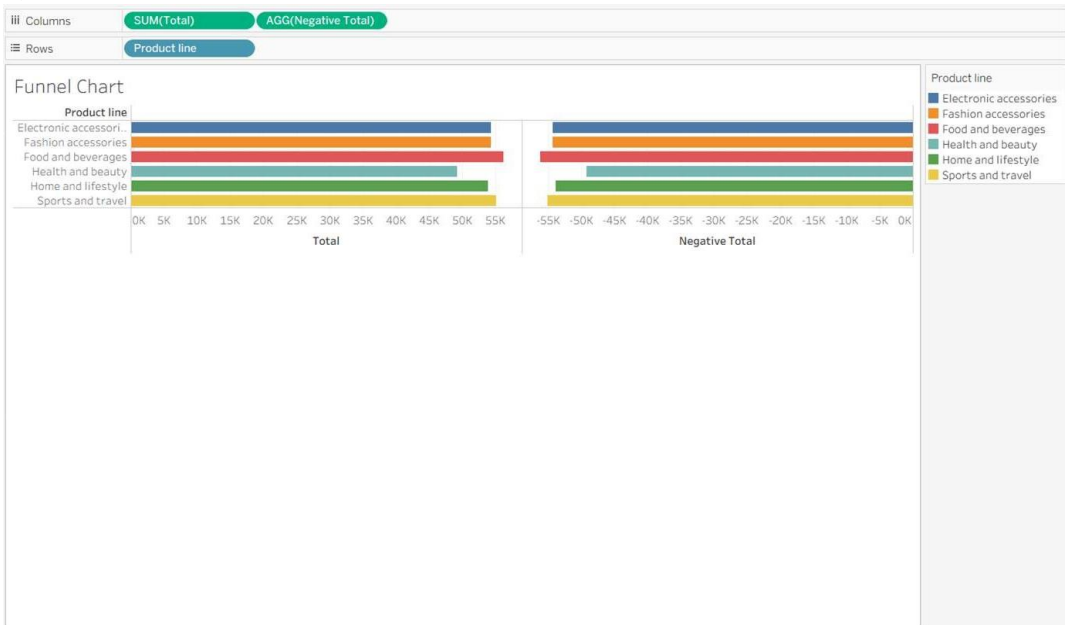 Columns SUM(Total) AGG(Negative Total)
Rows Product line
Funnel Chart
Product line
Electronic accessori..
Fashion accessories
Food and beverages
Health and beauty
Home and lifestyle
Sports and travel
0K 5K 10K 15K 20K 25K 30K 35K 40K 45K 50K 55K
Total
-55K -50K -45K -40K -35K -30K -25K -20K -15K -10K -5K 0K
Negative Total
Product line
Electronic accessories
Fashion accessories
Food and beverages
Health and beauty
Home and lifestyle
Sports and travel